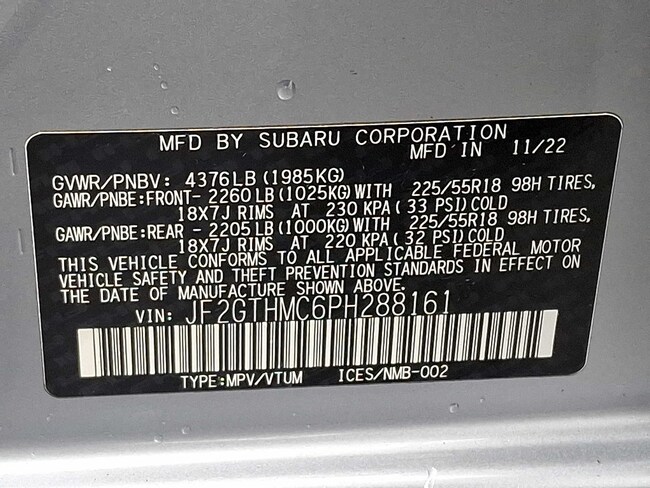 MFD BY SUBARU CORPORATION
MFD IN 11/22
GVWR/PNBV: 4376LB (1985KG)
GAWR/PNBE:FRONT- 2260LB (1025KG) WITH 225/55R18 98H TIRES,
18X7J RIMS AT 230 KPA ( 33 PSI) COLD
GAWR/PNBE:REAR - 2205LB (1000KG) WITH 225/55R18 98H TIRES,
18X7J RIMS AT 220 KPA ( 32 PSI) COLD
THIS VEHICLE CONFORMS TO ALL APPLICABLE FEDERAL MOTOR
VEHICLE SAFETY AND THEFT PREVENTION STANDARDS IN EFFECT ON
THE DATE OF MANUFACTURE SHOWN ABOVE.
VIN: JF2GTHMC6PH288161
TYPE:MPV/VTUM ICES/NMB-002